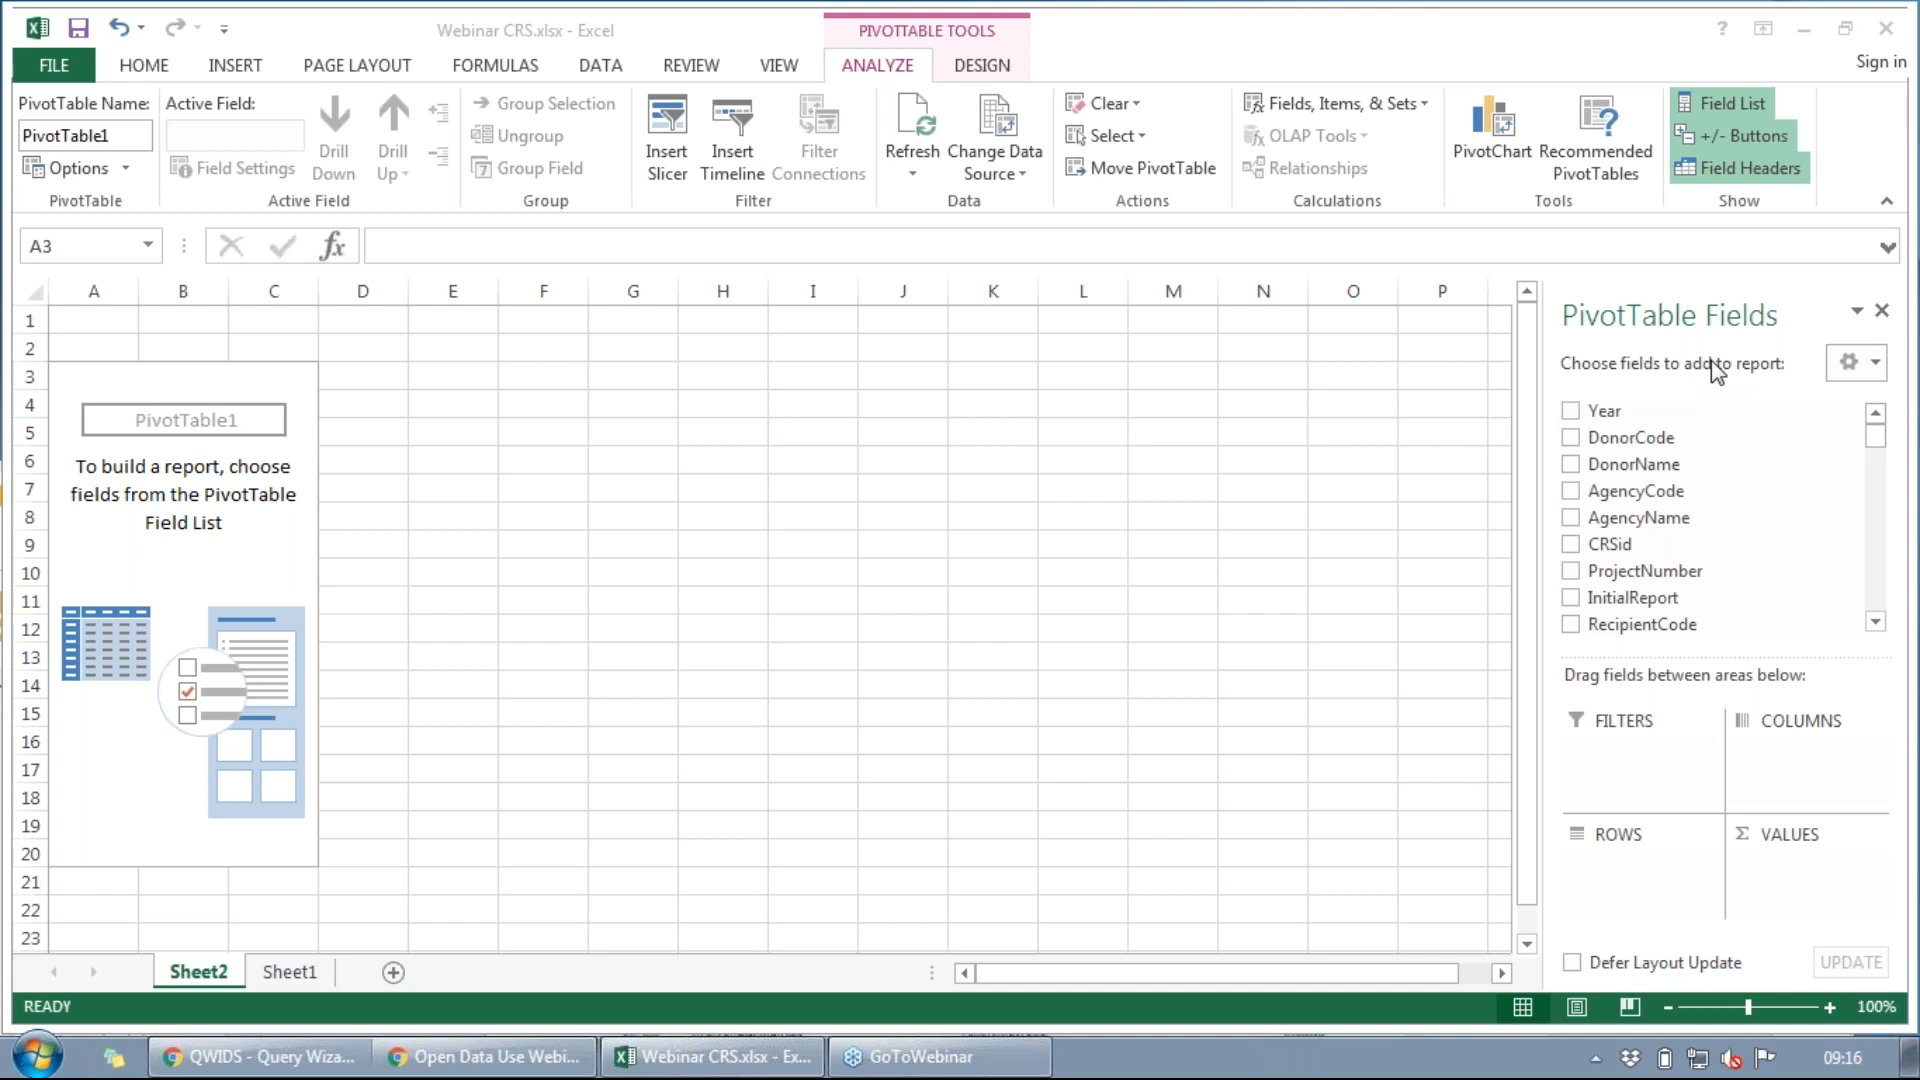 Webinar CRS.xlsx - Excel
PIVOTTABLE TOOLS
?
FILE
HOME
INSERT
PAGE LAYOUT
FORMULAS
DATA
REVIEW
VIEW
ANALYZE
DESIGN
Sign in
PivotTable Name:
PivotTable1
Options
PivotTable
Active Field:
Field Settings
Drill
Down
Drill
Up
Active Field
Group Selection
Ungroup
Group Field
Group
Insert
Slicer
Insert
Timeline
Filter
Connections
Filter
Refresh
Change Data
Source
Data
Clear
Select
Move PivotTable
Actions
Fields, Items, & Sets
OLAP Tools
Relationships
Calculations
PivotChart
Recommended
PivotTables
Tools
Field List
+/- Buttons
Field Headers
Show
A3
fx
A B C D E F G H I J K L M N O P
1
2
3
4
5
6
7
8
9
10
11
12
13
14
15
16
17
18
19
20
21
22
23
PivotTable1
To build a report, choose
fields from the PivotTable
Field List
PivotTable Fields
Choose fields to add to report:
Year
DonorCode
DonorName
AgencyCode
AgencyName
CRSid
ProjectNumber
InitialReport
RecipientCode
Drag fields between areas below:
FILTERS
COLUMNS
ROWS
Σ VALUES
Defer Layout Update
UPDATE
Sheet2
Sheet1
READY
100%
QWIDS - Query Wiza...
Open Data Use Webi...
Webinar CRS.xlsx - Ex...
GoToWebinar
09:16